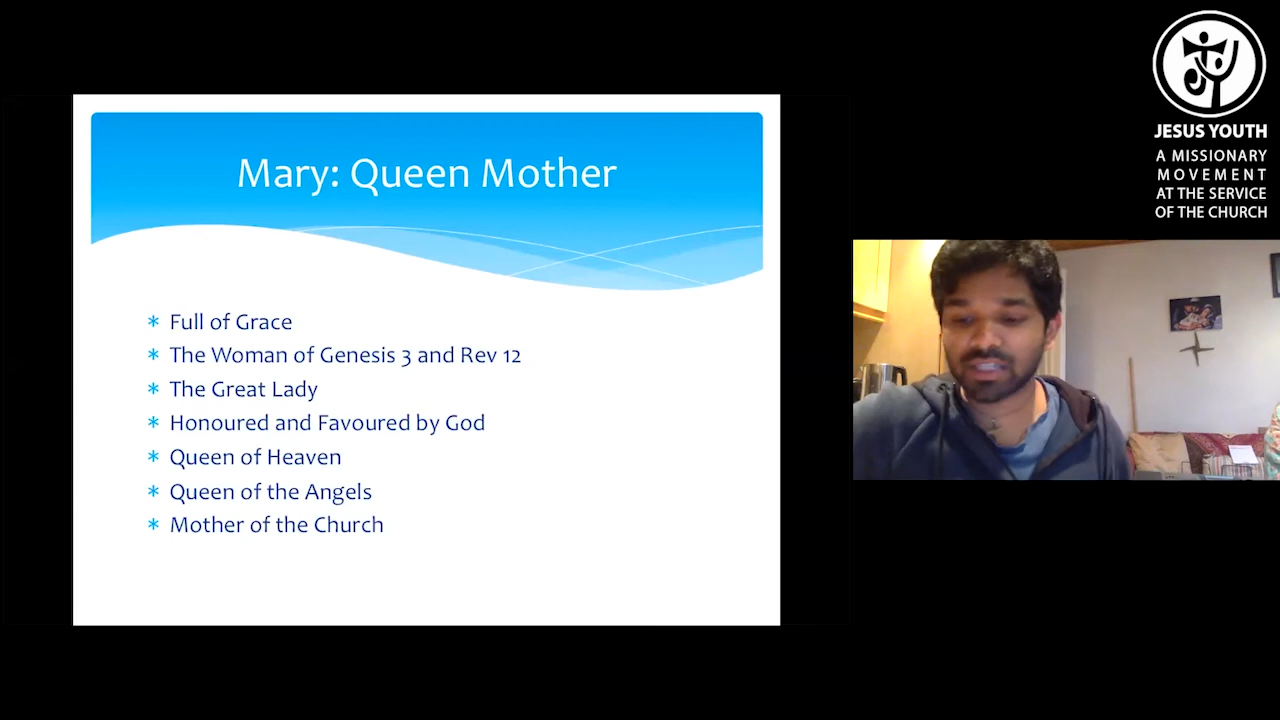 Mary: Queen Mother
* Full of Grace
* The Woman of Genesis 3 and Rev 12
* The Great Lady
* Honoured and Favoured by God
* Queen of Heaven
* Queen of the Angels
* Mother of the Church
JESUS YOUTH
A MISSIONARY
MOVEMENT
AT THE SERVICE
OF THE CHURCH